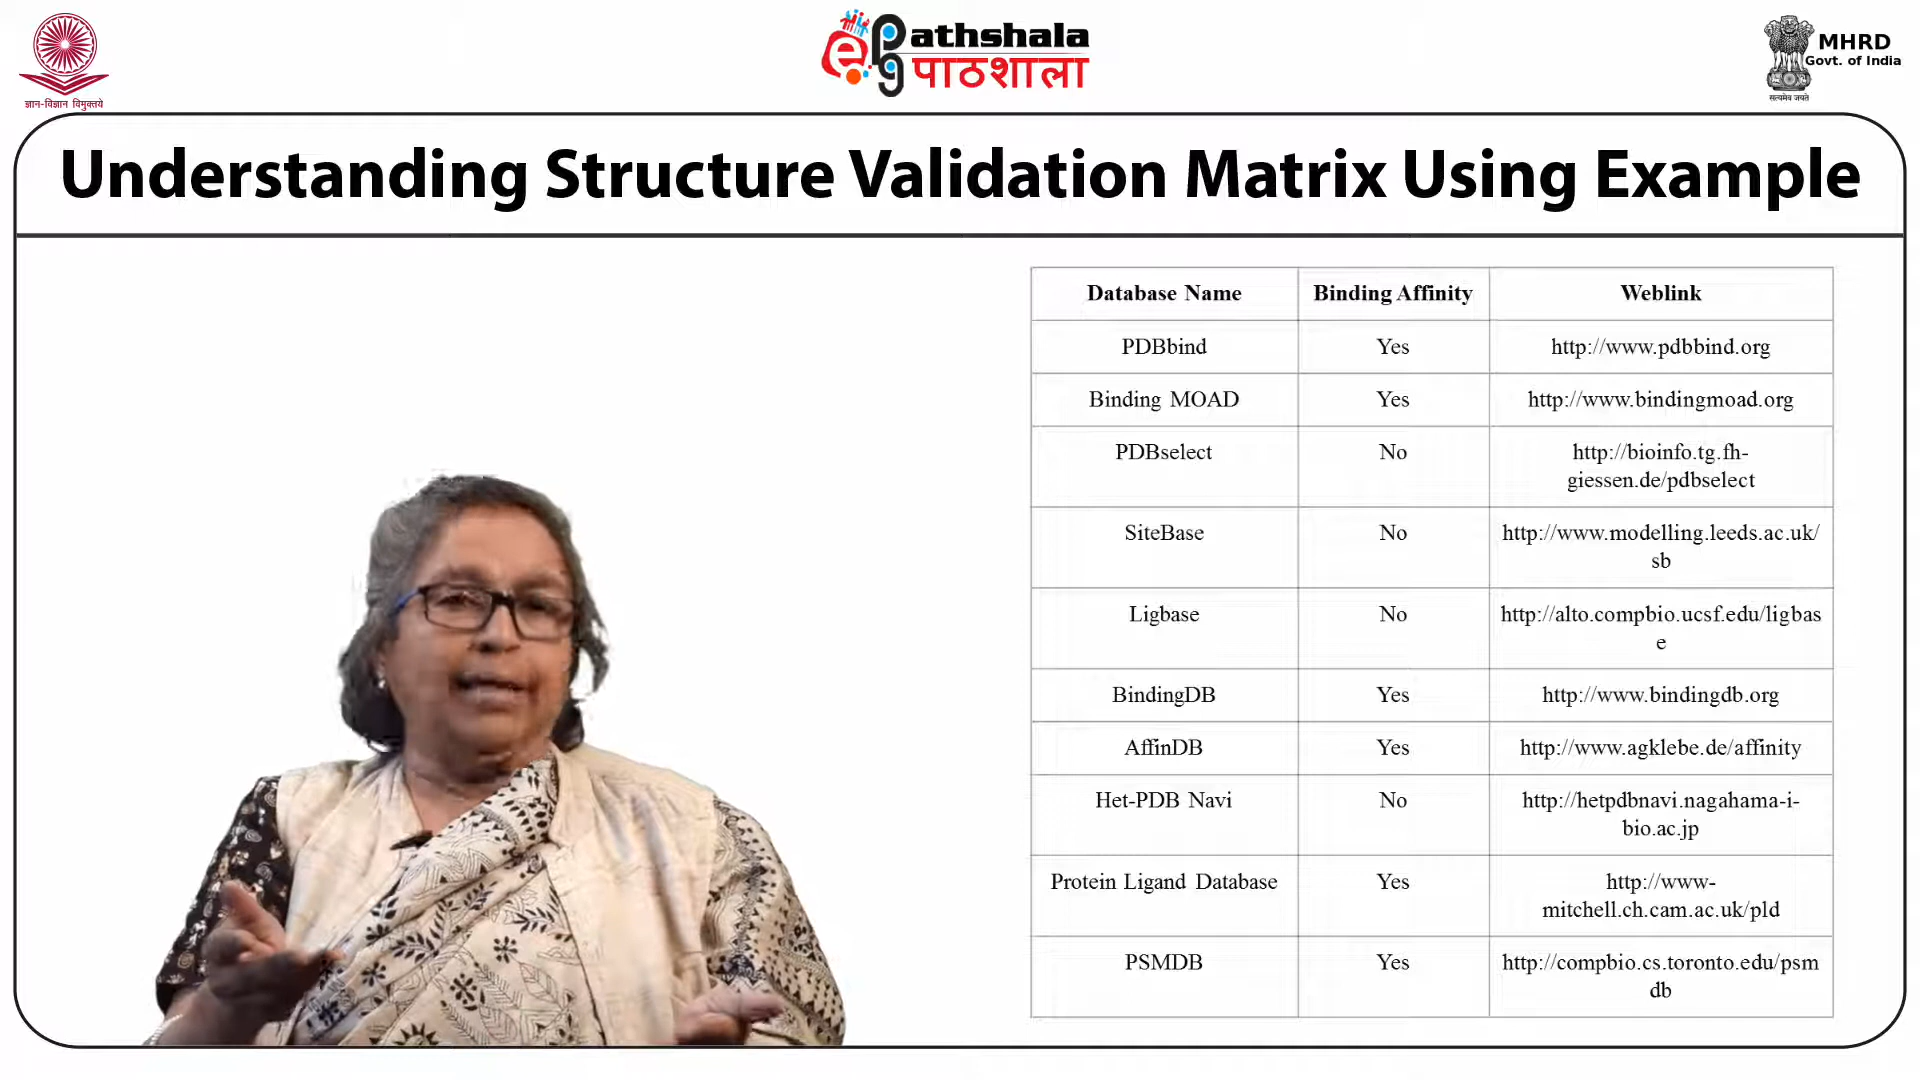 ज्ञान-विज्ञान विमुक्तये
ePathshala
पाठशाला
MHRD
Govt. of India
सत्यमेव जयते
Understanding Structure Validation Matrix Using Example
Database Name Binding Affinity Weblink
PDBbind Yes http://www.pdbbind.org
Binding MOAD Yes http://www.bindingmoad.org
PDBselect No http://bioinfo.tg.fh-
giessen.de/pdbselect
SiteBase No http://www.modelling.leeds.ac.uk/
sb
Ligbase No http://alto.compbio.ucsf.edu/ligbas
e
BindingDB Yes http://www.bindingdb.org
AffinDB Yes http://www.agklebe.de/affinity
Het-PDB Navi No http://hetpdbnavi.nagahama-i-
bio.ac.jp
Protein Ligand Database Yes http://www-
mitchell.ch.cam.ac.uk/pld
PSMDB Yes http://compbio.cs.toronto.edu/psm
db